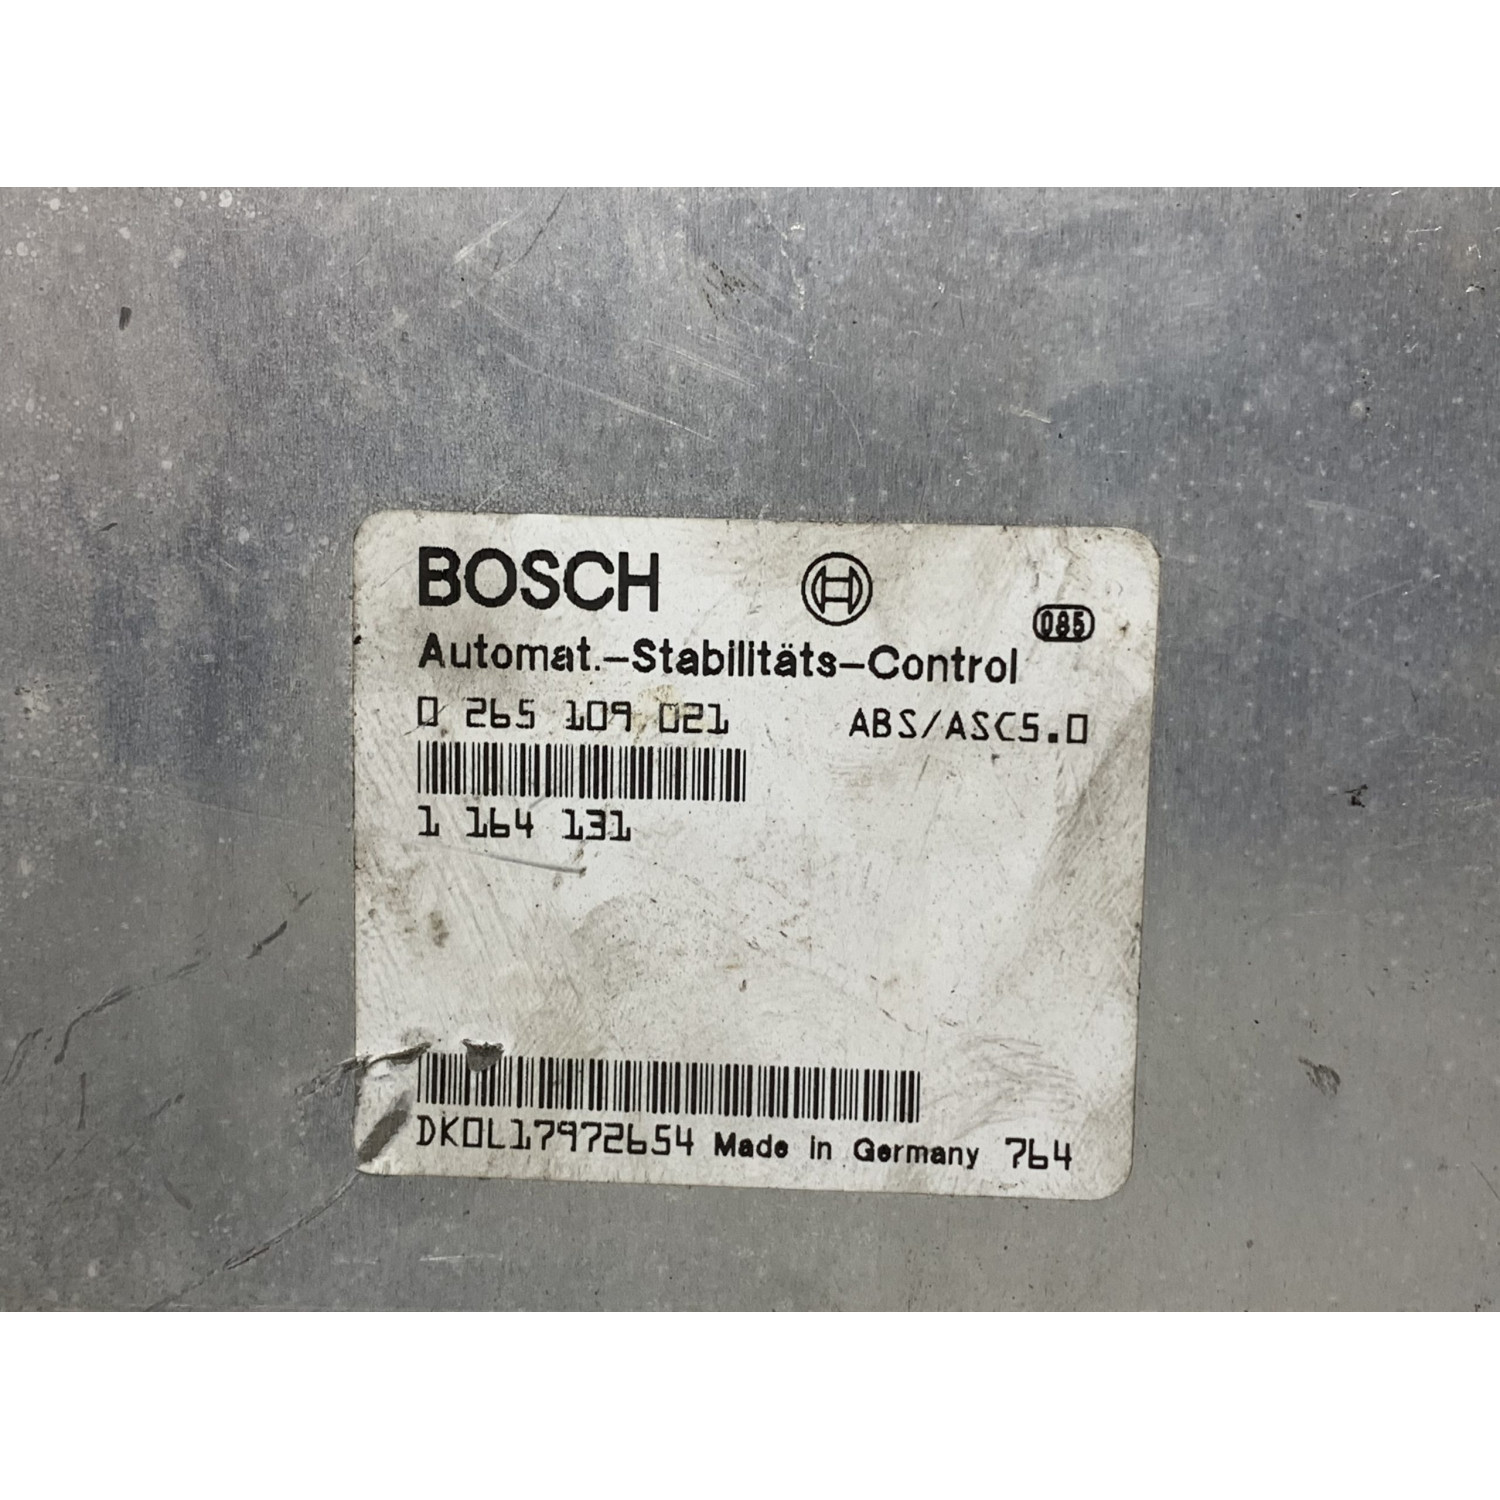 BOSCH
085
Automat.-Stabilitäts-Control
0 265 109 021 ABS/ASC5.0
1 164 131
DK0L17972654 Made in Germany 764